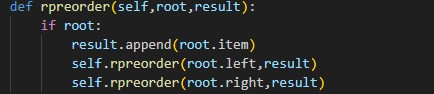 def rpreorder(self,root,result):
    if root:
        result.append(root.item)
        self.rpreorder(root.left,result)
        self.rpreorder(root.right,result)